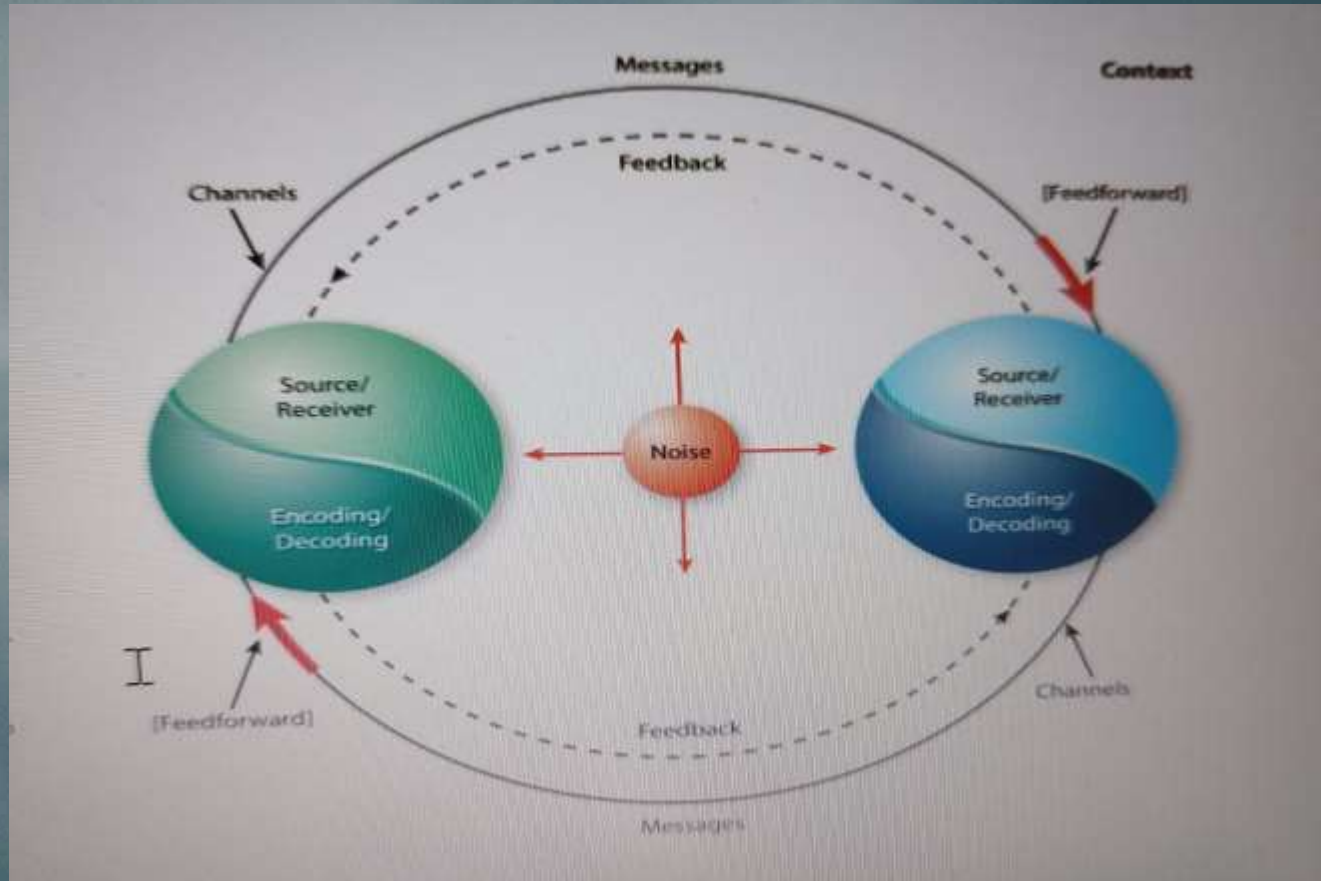 Messages
Context
Feedback
Channels
[Feedforward]
Source/
Receiver
Encoding/
Decoding
Noise
Source/
Receiver
Encoding/
Decoding
[Feedforward]
Channels
Feedback
Messages